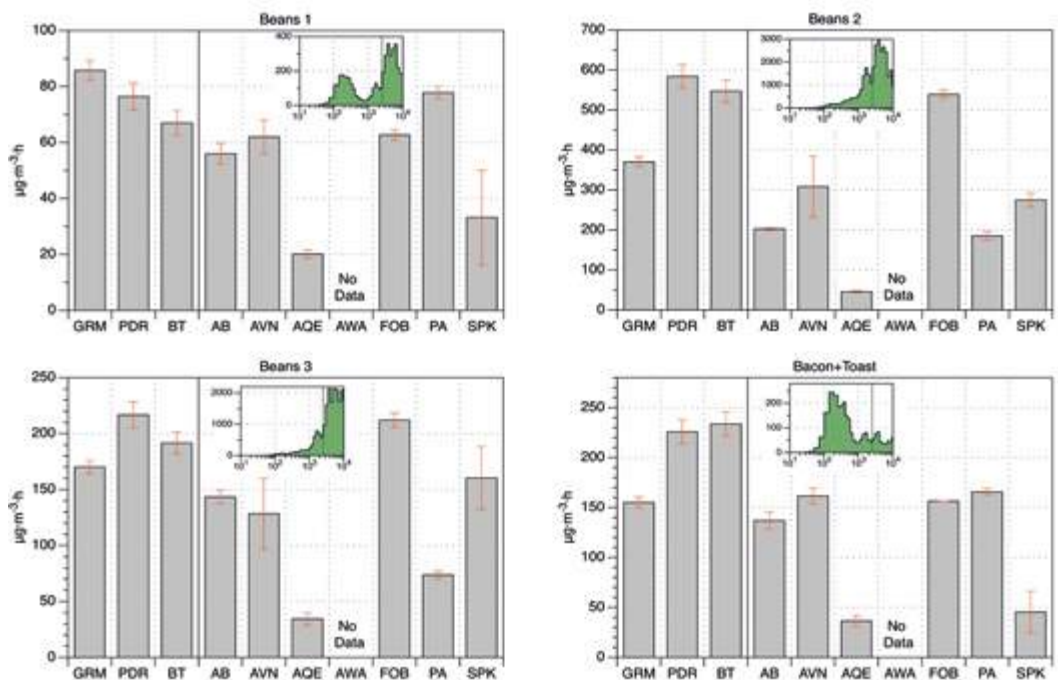 Beans 1
100
80
60
40
20
0
µg·m-3·h
400
200
0
10¹ 10² 10³ 10⁴
No
Data
GRM PDR BT AB AVN AQE AWA FOB PA SPK
Beans 2
700
600
500
400
300
200
100
0
µg·m-3·h
3000
1500
0
10¹ 10² 10³ 10⁴
No
Data
GRM PDR BT AB AVN AQE AWA FOB PA SPK
Beans 3
250
200
150
100
50
0
µg·m-3·h
2000
1000
0
10¹ 10² 10³ 10⁴
No
Data
GRM PDR BT AB AVN AQE AWA FOB PA SPK
Bacon+Toast
250
200
150
100
50
0
µg·m-3·h
200
100
0
10¹ 10² 10³ 10⁴
No
Data
GRM PDR BT AB AVN AQE AWA FOB PA SPK